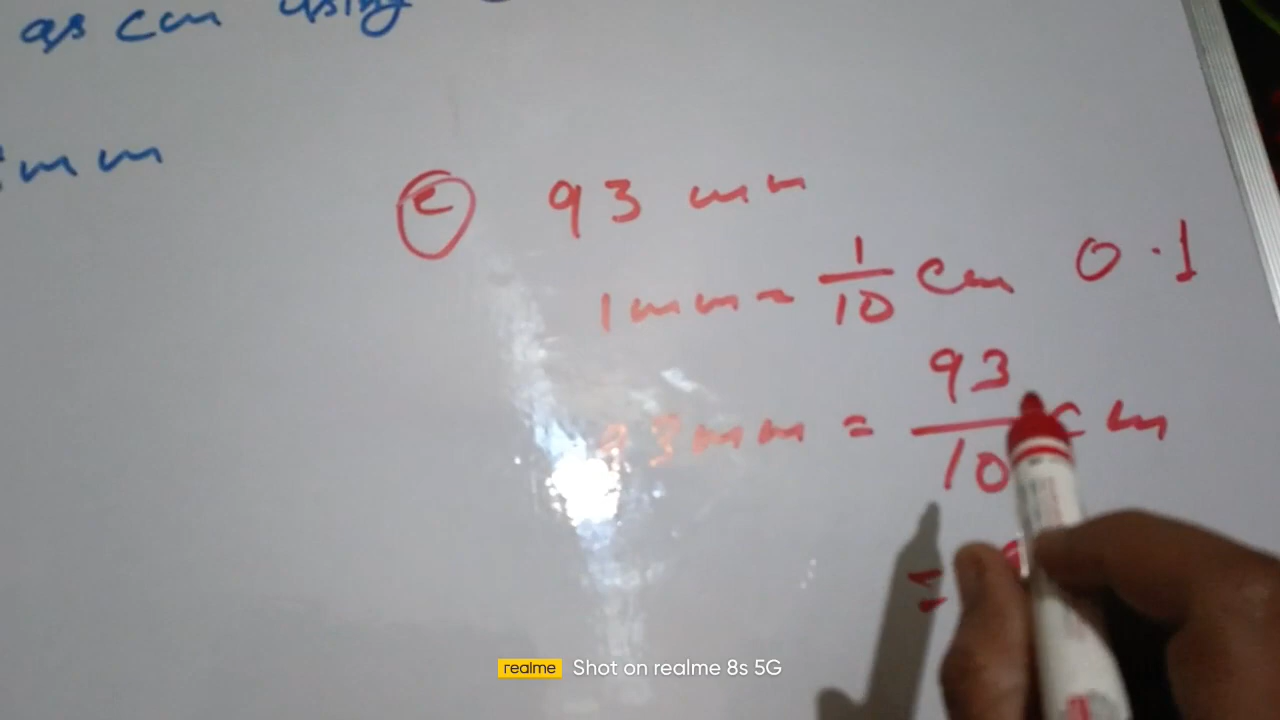 as cm using
mm
c 93 mm
1mm = 1/10 cm 0.1
93mm = 93/10 cm
=
realme Shot on realme 8s 5G